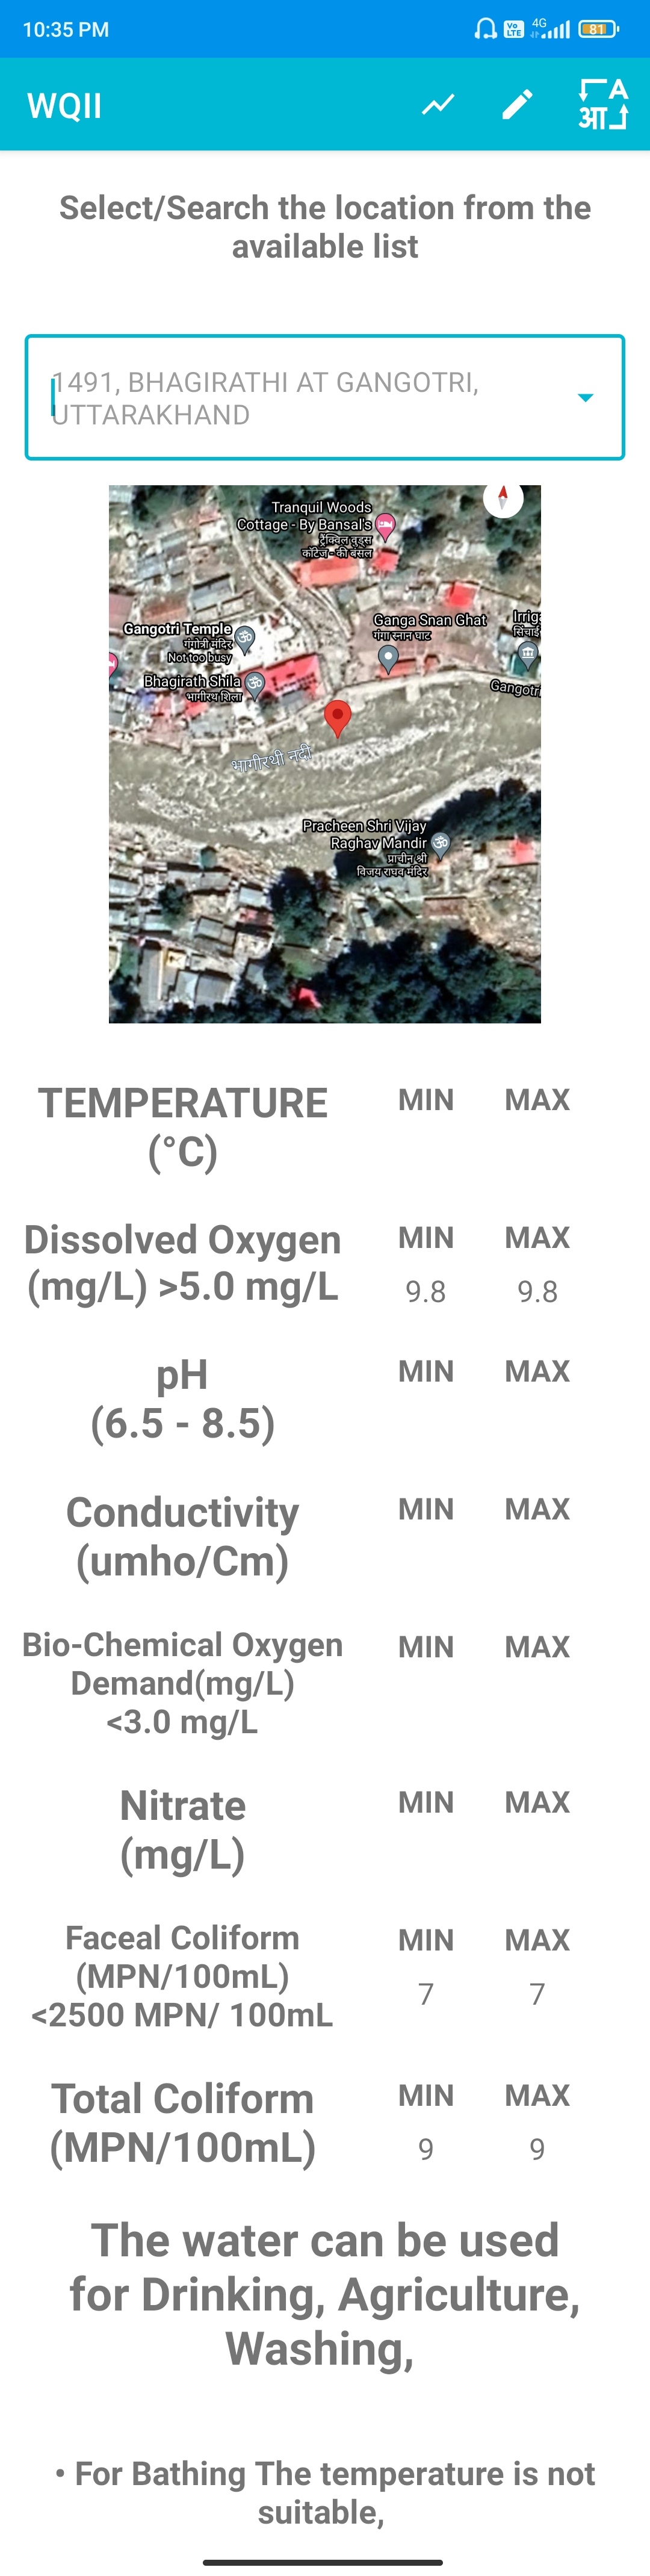 10:35 PM
Vo LTE 4G 81
WQII
A
आ
Select/Search the location from the
available list
1491, BHAGIRATHI AT GANGOTRI,
UTTARAKHAND
Tranquil Woods
Cottage - By Bansal's
ट्रैंक्विल वुड्स
कॉटेज - की बंसल
Gangotri Temple
गंगोत्री मंदिर
Not too busy
Ganga Snan Ghat
गंगा स्नान घाट
Irrig
सिंचाई
Bhagirath Shila
भागीरथ शिला
Gangotri
भागीरथी नदी
Pracheen Shri Vijay
Raghav Mandir
प्राचीन श्री
विजय राघव मंदिर
TEMPERATURE MIN MAX
(°C)
Dissolved Oxygen MIN MAX
(mg/L) >5.0 mg/L 9.8 9.8
pH MIN MAX
(6.5 - 8.5)
Conductivity MIN MAX
(umho/Cm)
Bio-Chemical Oxygen MIN MAX
Demand(mg/L)
<3.0 mg/L
Nitrate MIN MAX
(mg/L)
Faceal Coliform MIN MAX
(MPN/100mL) 7 7
<2500 MPN/ 100mL
Total Coliform MIN MAX
(MPN/100mL) 9 9
The water can be used
for Drinking, Agriculture,
Washing,
• For Bathing The temperature is not
suitable,